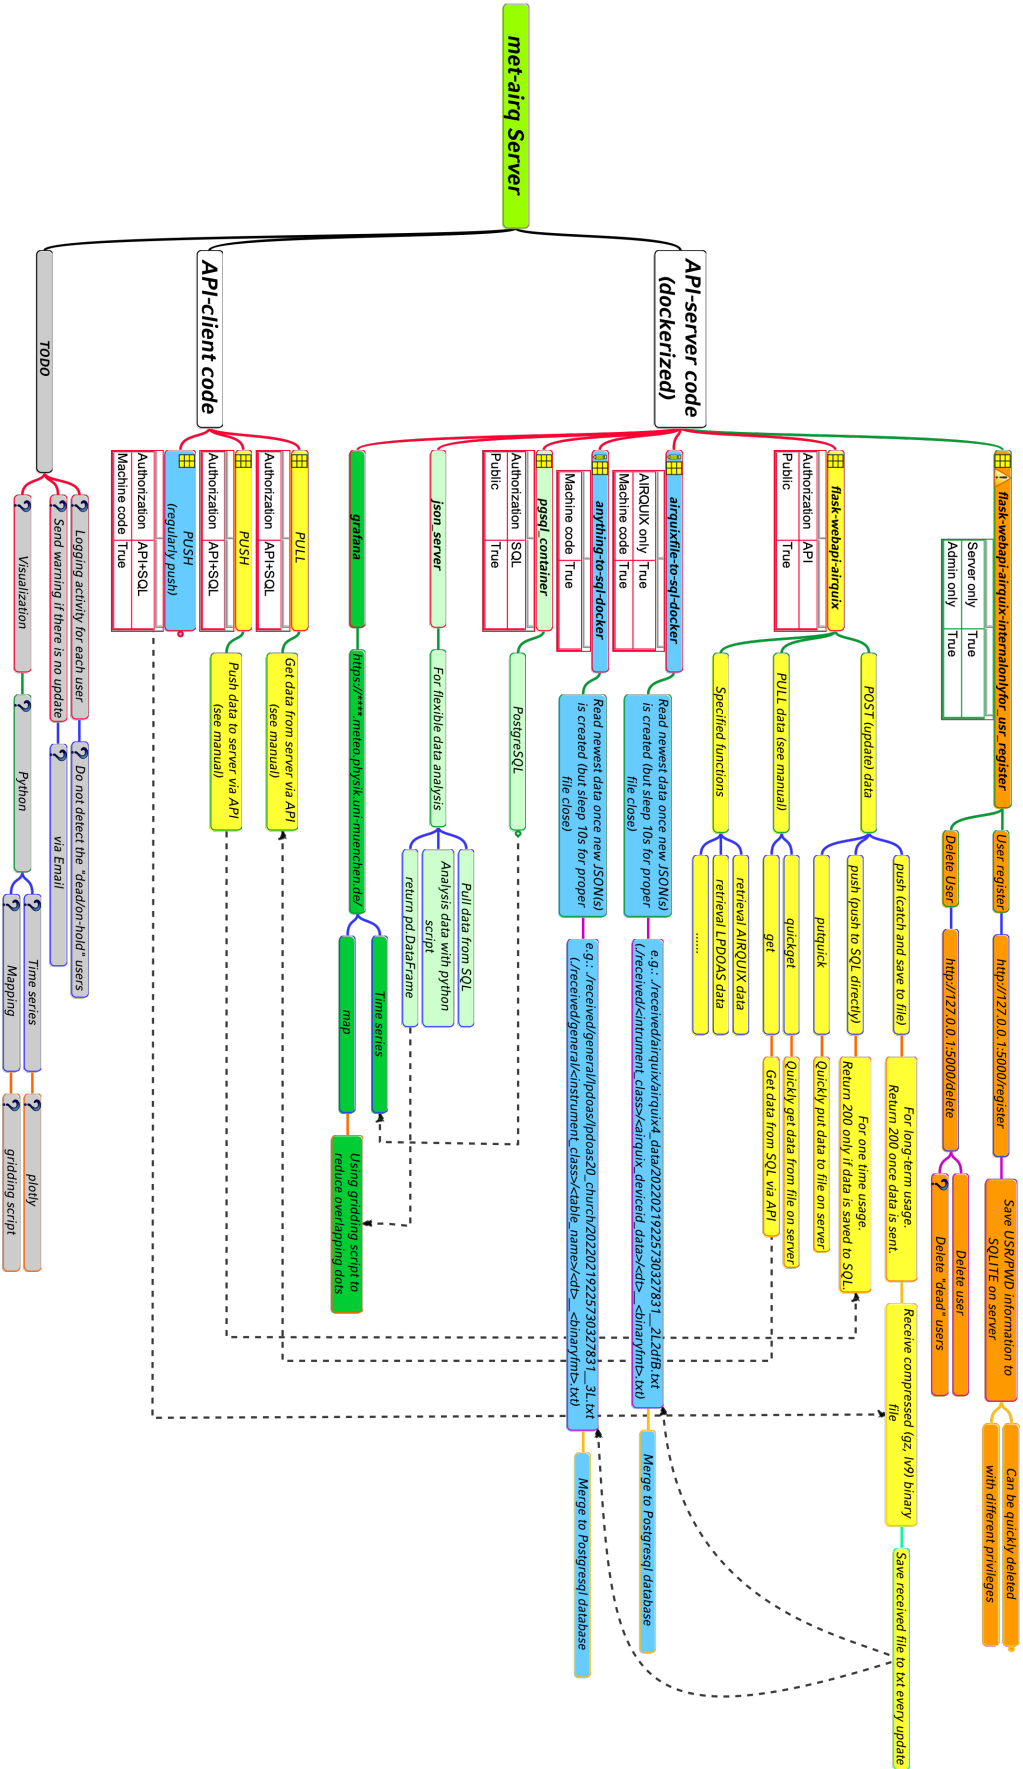 met-airq Server
API-server code
(dockerized)
flask-webapi-airquix-internalonlyfor_usr_register
Server only True
Admin only True
User register
http://127.0.0.1:5000/register
Save USR/PWD information to
SQLITE on server
Can be quickly deleted
with different privileges
Delete User
http://127.0.0.1:5000/delete
Delete user
Delete "dead" users
flask-webapi-airquix
Authorization API
Public True
POST (update) data
push (catch and save to file)
For long-term usage.
Return 200 once data is sent.
Receive compressed (gz, lv9) binary
file
Save received file to txt every update
push (push to SQL directly)
For one time usage.
Return 200 only if data is saved to SQL.
putquick
Quickly put data to file on server
PULL data (see manual)
quickget
Quickly get data from file on server
get
Get data from SQL via API
Specified functions
retrieval AIRQUIX data
retrieval LPDOAS data
......
airquixfile-to-sql-docker
AIRQUIX only True
Machine code True
Read newest data once new JSON(s)
is created (but sleep 10s for proper
file close)
e.g.: ./received/airquix/airquix4_data/20220219225730327831__2L2dfB.txt
(./received/<intrument_class>/<airquix_deviceid_data>/<dt>__<binaryfmt>.txt)
Merge to Postgresql database
anything-to-sql-docker
Machine code True
Read newest data once new JSON(s)
is created (but sleep 10s for proper
file close)
e.g.: ./received/general/lpdoas/lpdoas20_church/20220219225730327831__3L.txt
(./received/general/<instrument_class>/<table_name>/<dt>__<binaryfmt>.txt)
Merge to Postgresql database
pgsql_container
Authorization SQL
Public True
PostgreSQL
json_server
For flexible data analysis
Pull data from SQL
Analysis data with python
script
return pd.DataFrame
grafana
https://****.meteo.physik.uni-muenchen.de/
Time series
map
Using gridding script to
reduce overlapping dots
API-client code
PULL
Authorization API+SQL
Get data from server via API
(see manual)
PUSH
Authorization API+SQL
Push data to server via API
(see manual)
PUSH
(regularly push)
Authorization API+SQL
Machine code True
TODO
Logging activity for each user
Do not detect the "dead/on-hold" users
Send warning if there is no update
via Email
Visualization
Python
Time series
plotly
Mapping
gridding script